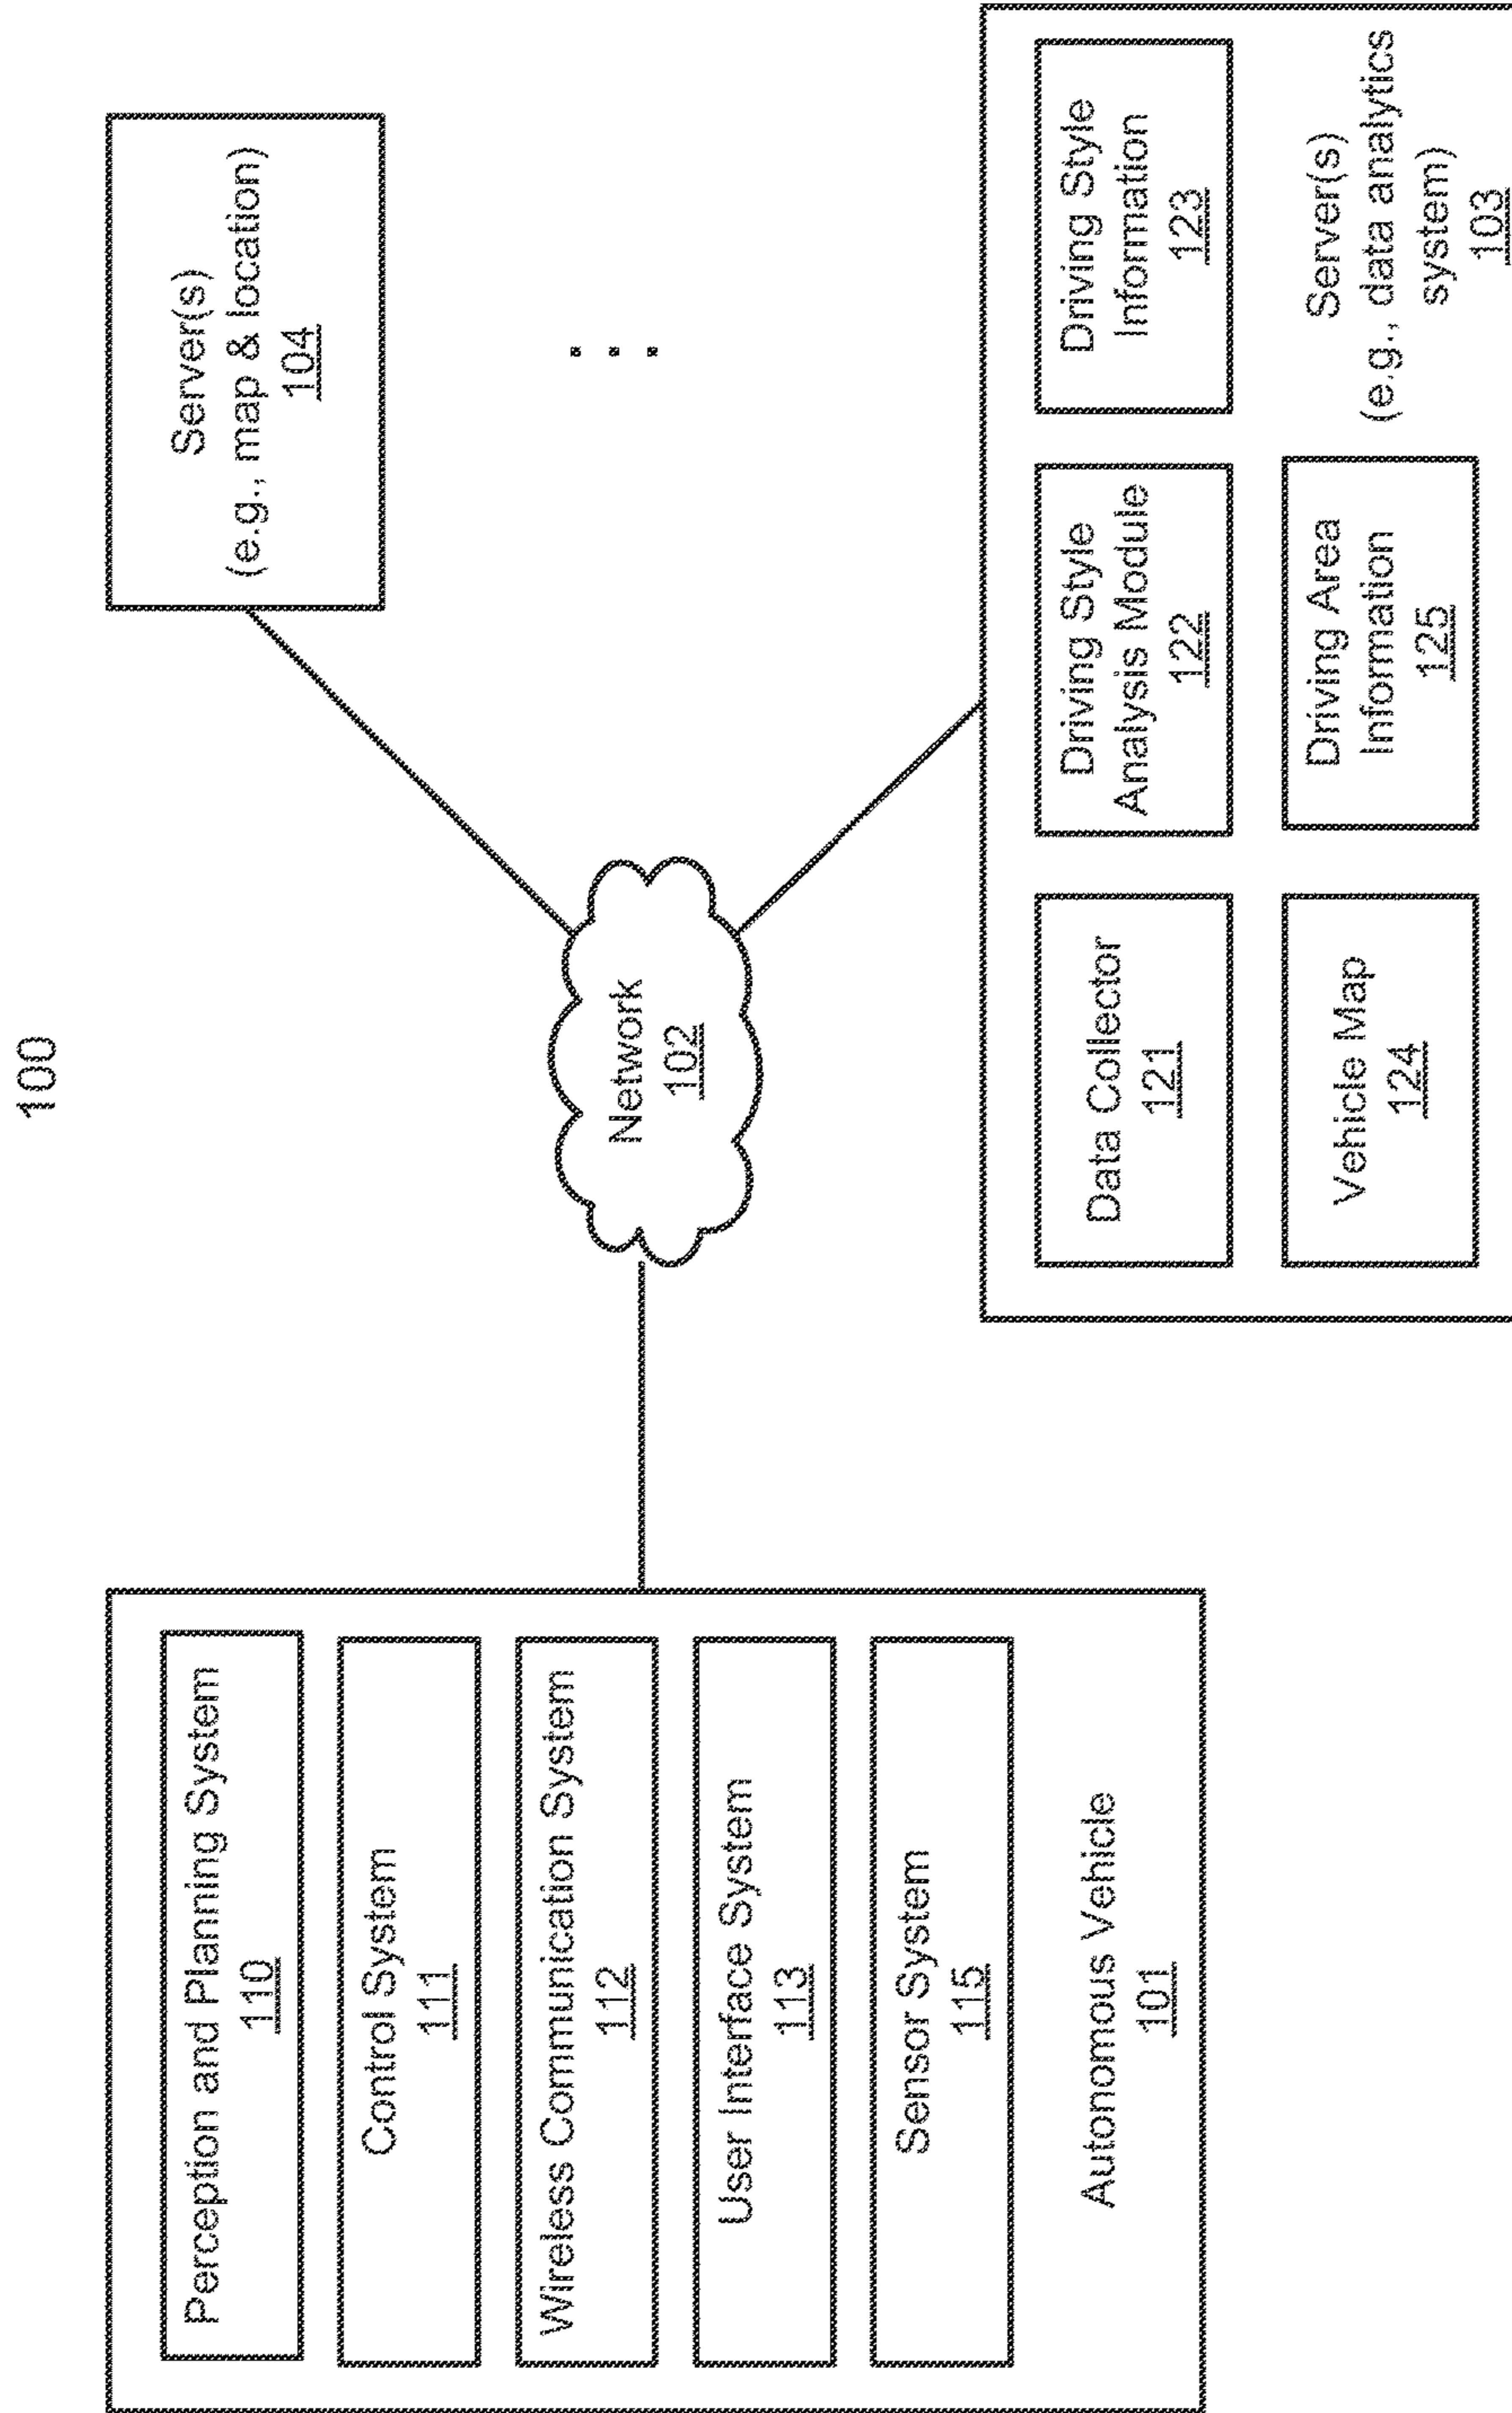 100
Perception and Planning System
110
Control System
111
Wireless Communication System
112
User Interface System
113
Sensor System
115
Autonomous Vehicle
101
Network
102
Server(s)
(e.g., map & location)
104
. . .
Data Collector
121
Driving Style
Analysis Module
122
Driving Style
Information
123
Vehicle Map
124
Driving Area
Information
125
Server(s)
(e.g., data analytics
system)
103